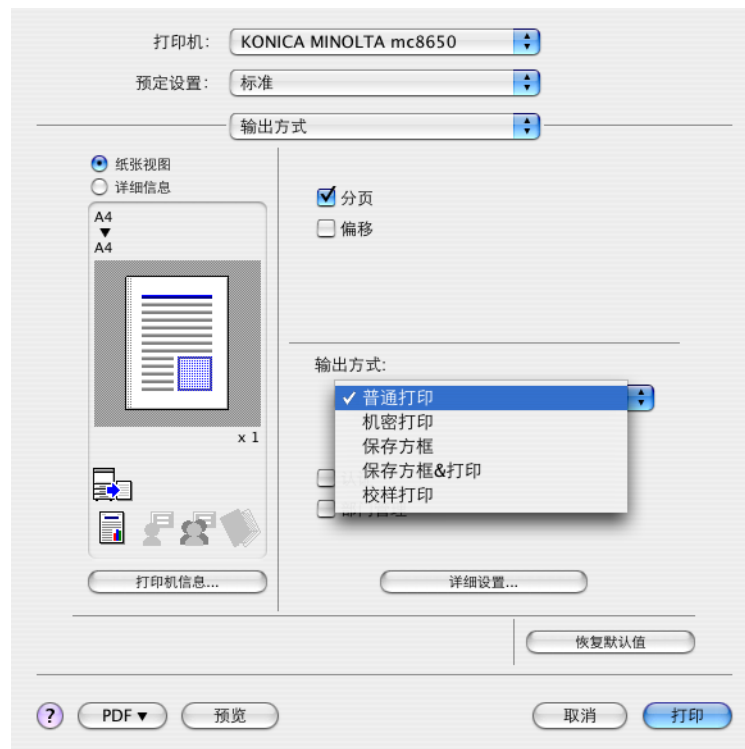 打印机: KONICA MINOLTA mc8650
预定设置: 标准
输出方式
纸张视图
详细信息
A4
A4
x 1
打印机信息...
分页
偏移
输出方式:
普通打印
机密打印
保存方框
保存方框&打印
校样打印
详细设置...
恢复默认值
?
PDF
预览
取消
打印